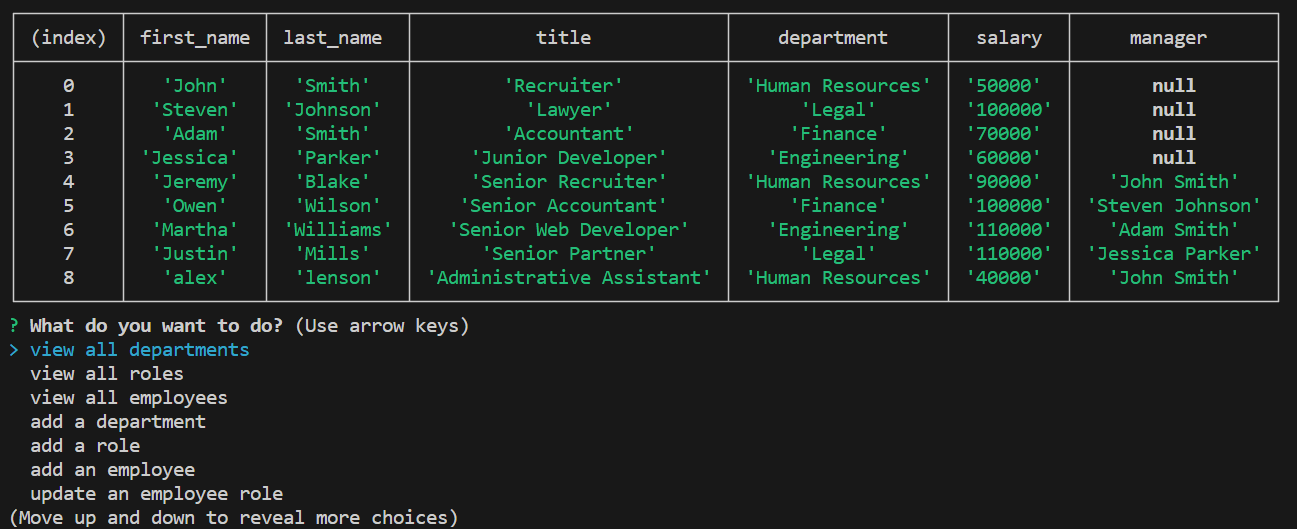 (index) first_name last_name title department salary manager
0 'John' 'Smith' 'Recruiter' 'Human Resources' '50000' null
1 'Steven' 'Johnson' 'Lawyer' 'Legal' '100000' null
2 'Adam' 'Smith' 'Accountant' 'Finance' '70000' null
3 'Jessica' 'Parker' 'Junior Developer' 'Engineering' '60000' null
4 'Jeremy' 'Blake' 'Senior Recruiter' 'Human Resources' '90000' 'John Smith'
5 'Owen' 'Wilson' 'Senior Accountant' 'Finance' '100000' 'Steven Johnson'
6 'Martha' 'Williams' 'Senior Web Developer' 'Engineering' '110000' 'Adam Smith'
7 'Justin' 'Mills' 'Senior Partner' 'Legal' '110000' 'Jessica Parker'
8 'alex' 'lenson' 'Administrative Assistant' 'Human Resources' '40000' 'John Smith'
? What do you want to do? (Use arrow keys)
> view all departments
view all roles
view all employees
add a department
add a role
add an employee
update an employee role
(Move up and down to reveal more choices)